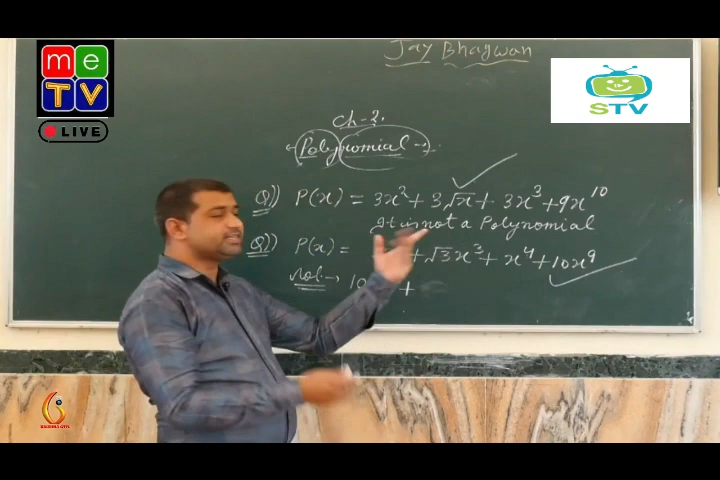 me
TV
LIVE
Jay Bhagwan
STV
Ch-2.
Polynomial
Q)) P(x) = 3x² + 3√x + 3x³ + 9x¹⁰
It is not a Polynomial
Q)) P(x) = + √3x³ + x⁴ + 10x⁹
Sol. → 10 +